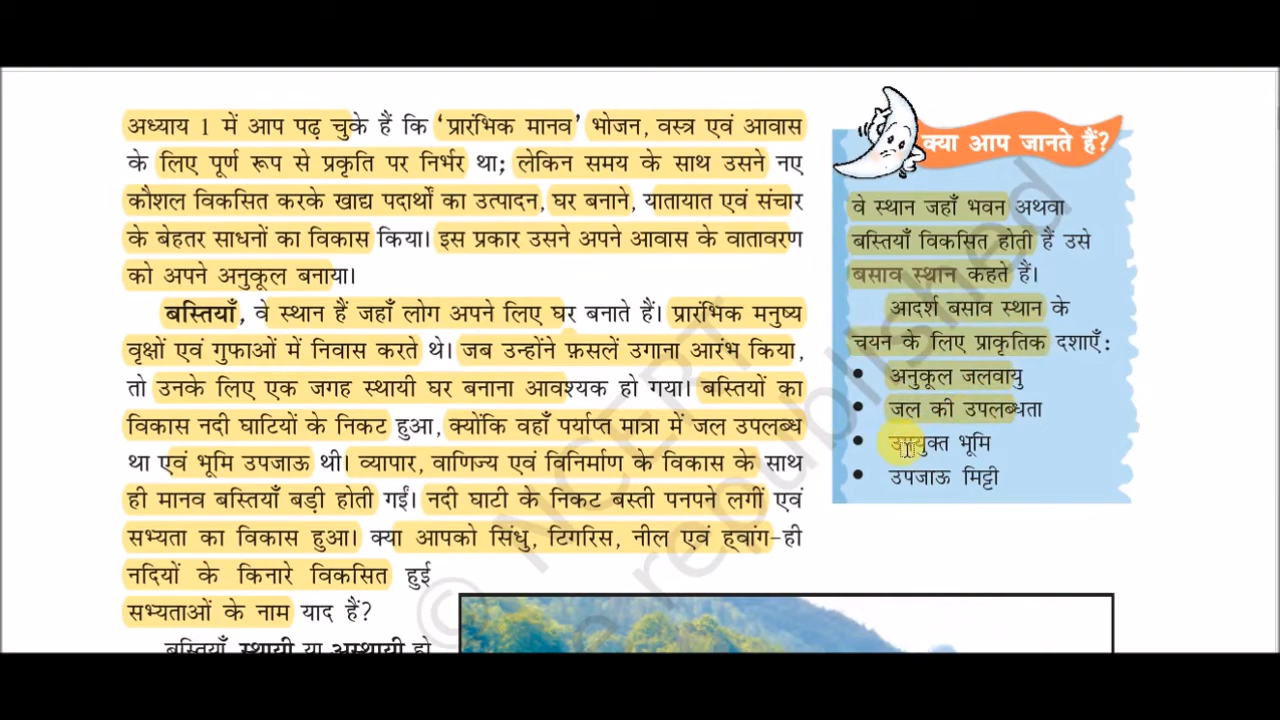 अध्याय 1 में आप पढ़ चुके हैं कि ‘प्रारंभिक मानव’ भोजन, वस्त्र एवं आवास
के लिए पूर्ण रूप से प्रकृति पर निर्भर था; लेकिन समय के साथ उसने नए
कौशल विकसित करके खाद्य पदार्थों का उत्पादन, घर बनाने, यातायात एवं संचार
के बेहतर साधनों का विकास किया। इस प्रकार उसने अपने आवास के वातावरण
को अपने अनुकूल बनाया।
बस्तियाँ, वे स्थान हैं जहाँ लोग अपने लिए घर बनाते हैं। प्रारंभिक मनुष्य
वृक्षों एवं गुफाओं में निवास करते थे। जब उन्होंने फ़सलें उगाना आरंभ किया,
तो उनके लिए एक जगह स्थायी घर बनाना आवश्यक हो गया। बस्तियों का
विकास नदी घाटियों के निकट हुआ, क्योंकि वहाँ पर्याप्त मात्रा में जल उपलब्ध
था एवं भूमि उपजाऊ थी। व्यापार, वाणिज्य एवं विनिर्माण के विकास के साथ
ही मानव बस्तियाँ बड़ी होती गईं। नदी घाटी के निकट बस्ती पनपने लगीं एवं
सभ्यता का विकास हुआ। क्या आपको सिंधु, टिगरिस, नील एवं ह्वांग-ही
नदियों के किनारे विकसित हुई
सभ्यताओं के नाम याद हैं?
बस्तियाँ स्थायी या अस्थायी हो
क्या आप जानते हैं?
वे स्थान जहाँ भवन अथवा
बस्तियाँ विकसित होती हैं उसे
बसाव स्थान कहते हैं।
आदर्श बसाव स्थान के
चयन के लिए प्राकृतिक दशाएँ:
• अनुकूल जलवायु
• जल की उपलब्धता
• उपयुक्त भूमि
• उपजाऊ मिट्टी
© NCERT
republished